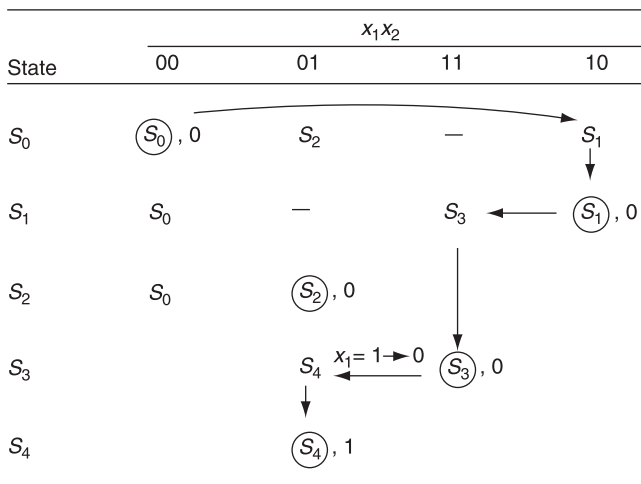 x₁x₂
State 00 01 11 10
S₀ S₀, 0 S₂ — S₁
S₁ S₀ — S₃ S₁, 0
S₂ S₀ S₂, 0
S₃ S₄ x₁= 1→0 S₃, 0
S₄ S₄, 1